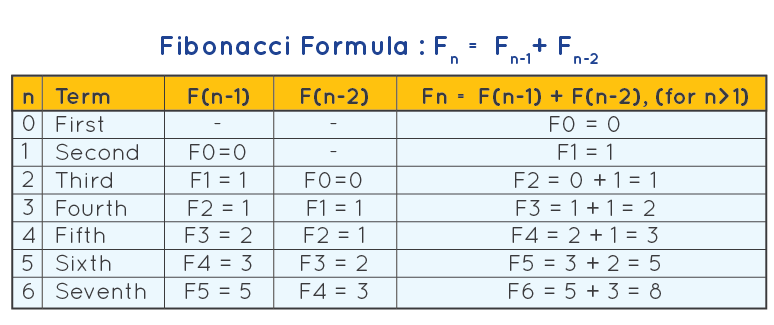 Fibonacci Formula : Fn = Fn-1 + Fn-2
n Term F(n-1) F(n-2) Fn = F(n-1) + F(n-2), (for n>1)
0 First - - F0 = 0
1 Second F0=0 - F1 = 1
2 Third F1 = 1 F0=0 F2 = 0 + 1 = 1
3 Fourth F2 = 1 F1 = 1 F3 = 1 + 1 = 2
4 Fifth F3 = 2 F2 = 1 F4 = 2 + 1 = 3
5 Sixth F4 = 3 F3 = 2 F5 = 3 + 2 = 5
6 Seventh F5 = 5 F4 = 3 F6 = 5 + 3 = 8